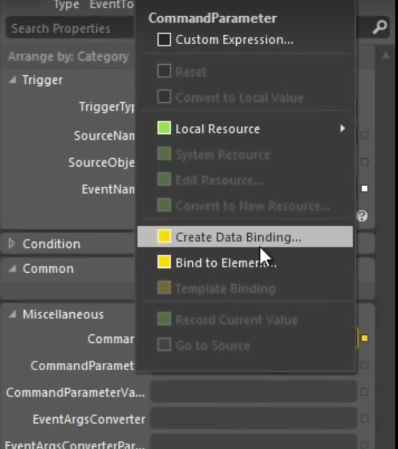 Type EventTo
CommandParameter
Search Properties
Custom Expression...
Arrange by: Category
Reset
Trigger
Convert to Local Value
TriggerTyp
Local Resource
SourceNam
System Resource
SourceObje
Edit Resource...
EventNam
Convert to New Resource...
Create Data Binding...
Condition
Bind to Element...
Common
Template Binding
Miscellaneous
Record Current Value
Comman
Go to Source
CommandParamet
CommandParameterVa...
EventArgsConverter
EventArgsConverterPar...